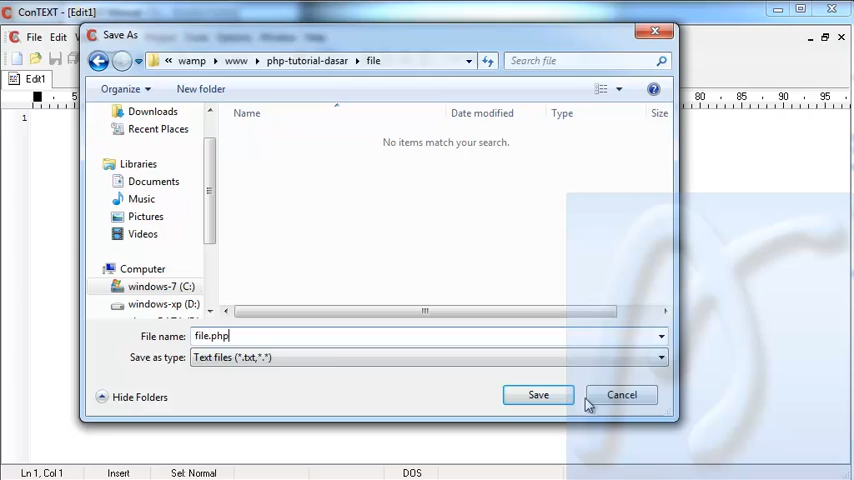 ConTEXT - [Edit1]
File Edit
Save As
« wamp www php-tutorial-dasar file
Search file
Organize New folder
Edit1
80 85 90 95
Name Date modified Type Size
No items match your search.
Downloads
Recent Places
Libraries
Documents
Music
Pictures
Videos
Computer
windows-7 (C:)
windows-xp (D:)
1
File name: file.php
Save as type: Text files (*.txt,*.*)
Hide Folders Save Cancel
Ln 1, Col 1 Insert Sel: Normal DOS